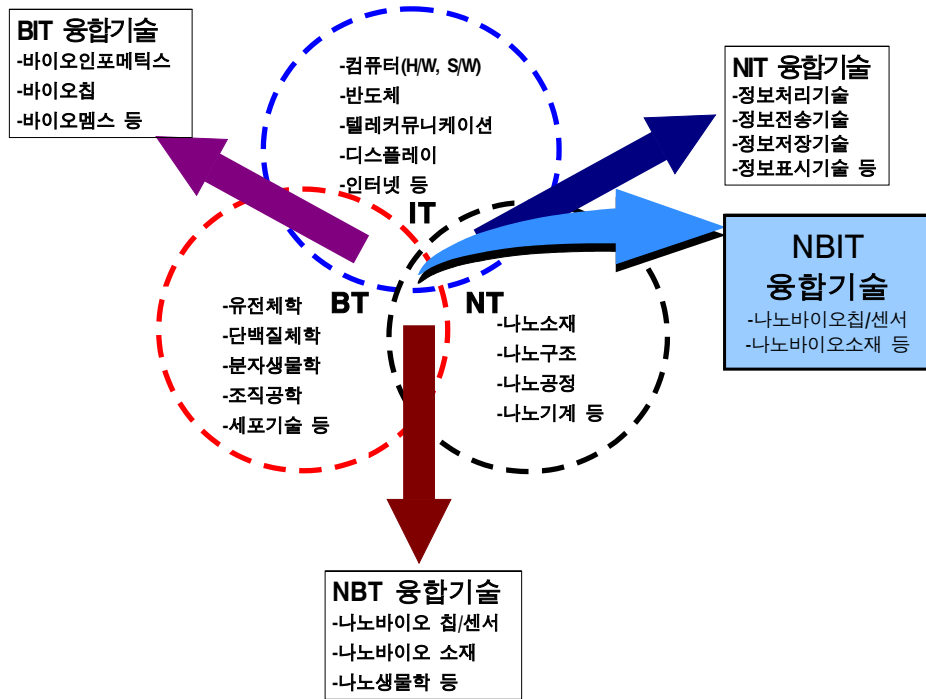 BIT 융합기술
-바이오인포메틱스
-바이오칩
-바이오멤스 등
-컴퓨터(H/W, S/W)
-반도체
-텔레커뮤니케이션
-디스플레이
-인터넷 등
IT
NIT 융합기술
-정보처리기술
-정보전송기술
-정보저장기술
-정보표시기술 등
NBIT
융합기술
-나노바이오칩/센서
-나노바이오소재 등
BT
-유전체학
-단백질체학
-분자생물학
-조직공학
-세포기술 등
NT
-나노소재
-나노구조
-나노공정
-나노기계 등
NBT 융합기술
-나노바이오 칩/센서
-나노바이오 소재
-나노생물학 등